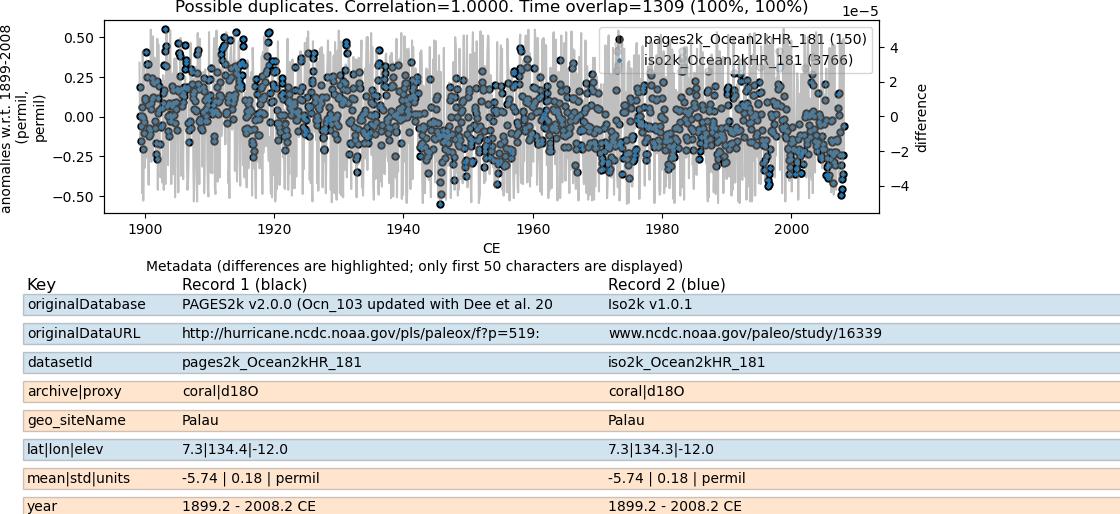 Possible duplicates. Correlation=1.0000. Time overlap=1309 (100%, 100%)
1e−5
pages2k_Ocean2kHR_181 (150)
iso2k_Ocean2kHR_181 (3766)
anomalies w.r.t. 1899-2008
(permil,
permil)
0.50
0.25
0.00
−0.25
−0.50
4
2
0
−2
−4
difference
1900 1920 1940 1960 1980 2000
CE
Metadata (differences are highlighted; only first 50 characters are displayed)
Key Record 1 (black) Record 2 (blue)
originalDatabase PAGES2k v2.0.0 (Ocn_103 updated with Dee et al. 20 Iso2k v1.0.1
originalDataURL http://hurricane.ncdc.noaa.gov/pls/paleox/f?p=519: www.ncdc.noaa.gov/paleo/study/16339
datasetId pages2k_Ocean2kHR_181 iso2k_Ocean2kHR_181
archive|proxy coral|d18O coral|d18O
geo_siteName Palau Palau
lat|lon|elev 7.3|134.4|-12.0 7.3|134.3|-12.0
mean|std|units -5.74 | 0.18 | permil -5.74 | 0.18 | permil
year 1899.2 - 2008.2 CE 1899.2 - 2008.2 CE